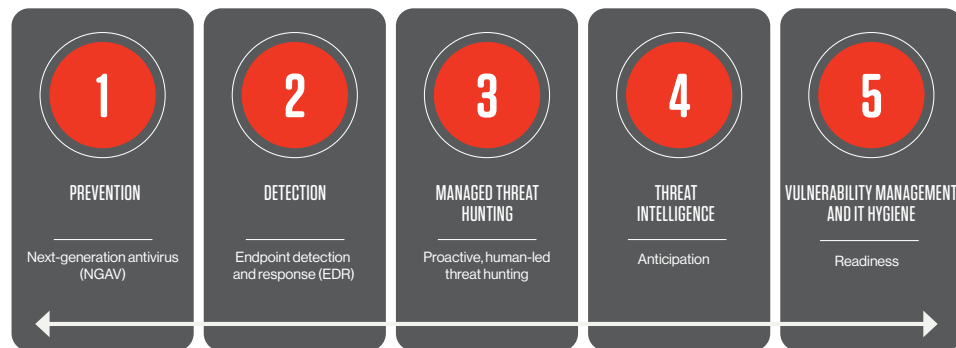 1
PREVENTION
Next-generation antivirus
(NGAV)
2
DETECTION
Endpoint detection
and response (EDR)
3
MANAGED THREAT
HUNTING
Proactive, human-led
threat hunting
4
THREAT
INTELLIGENCE
Anticipation
5
VULNERABILITY MANAGEMENT
AND IT HYGIENE
Readiness